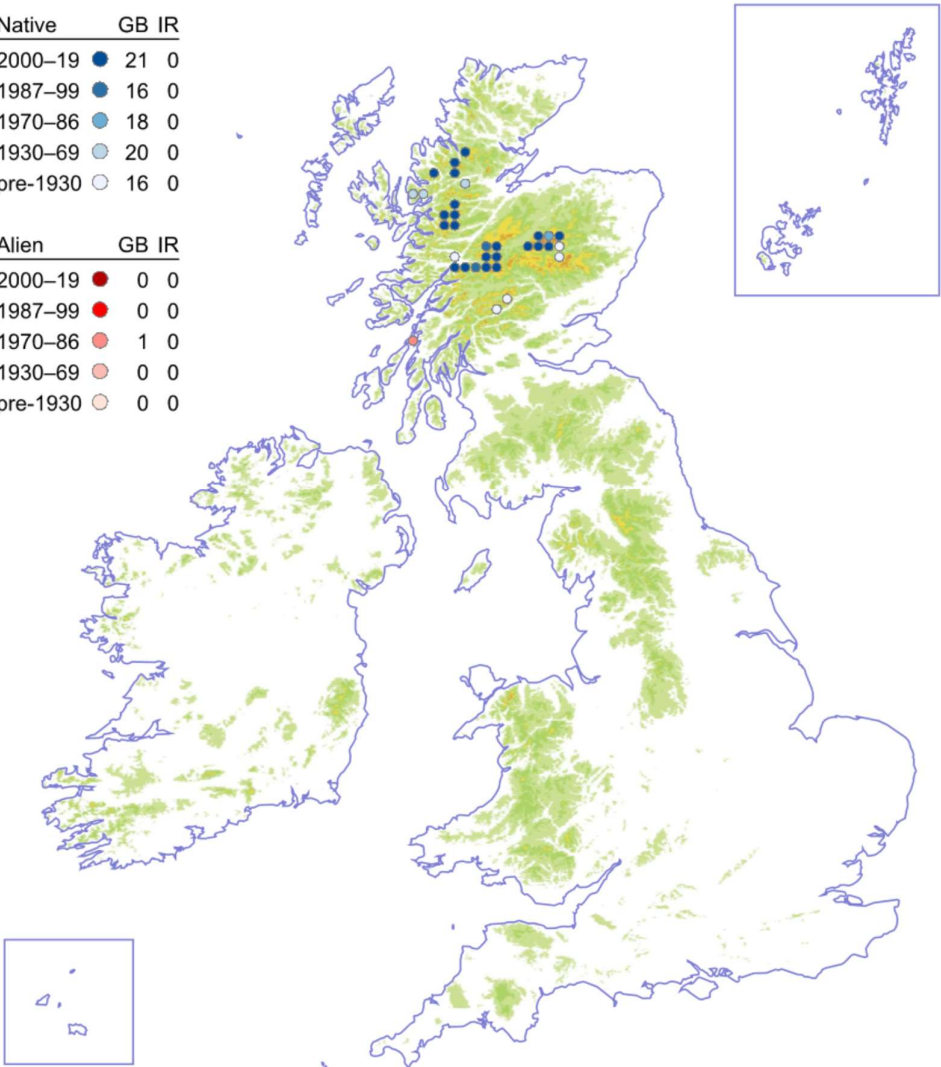 Native GB IR
2000–19 21 0
1987–99 16 0
1970–86 18 0
1930–69 20 0
pre-1930 16 0
Alien GB IR
2000–19 0 0
1987–99 0 0
1970–86 1 0
1930–69 0 0
pre-1930 0 0